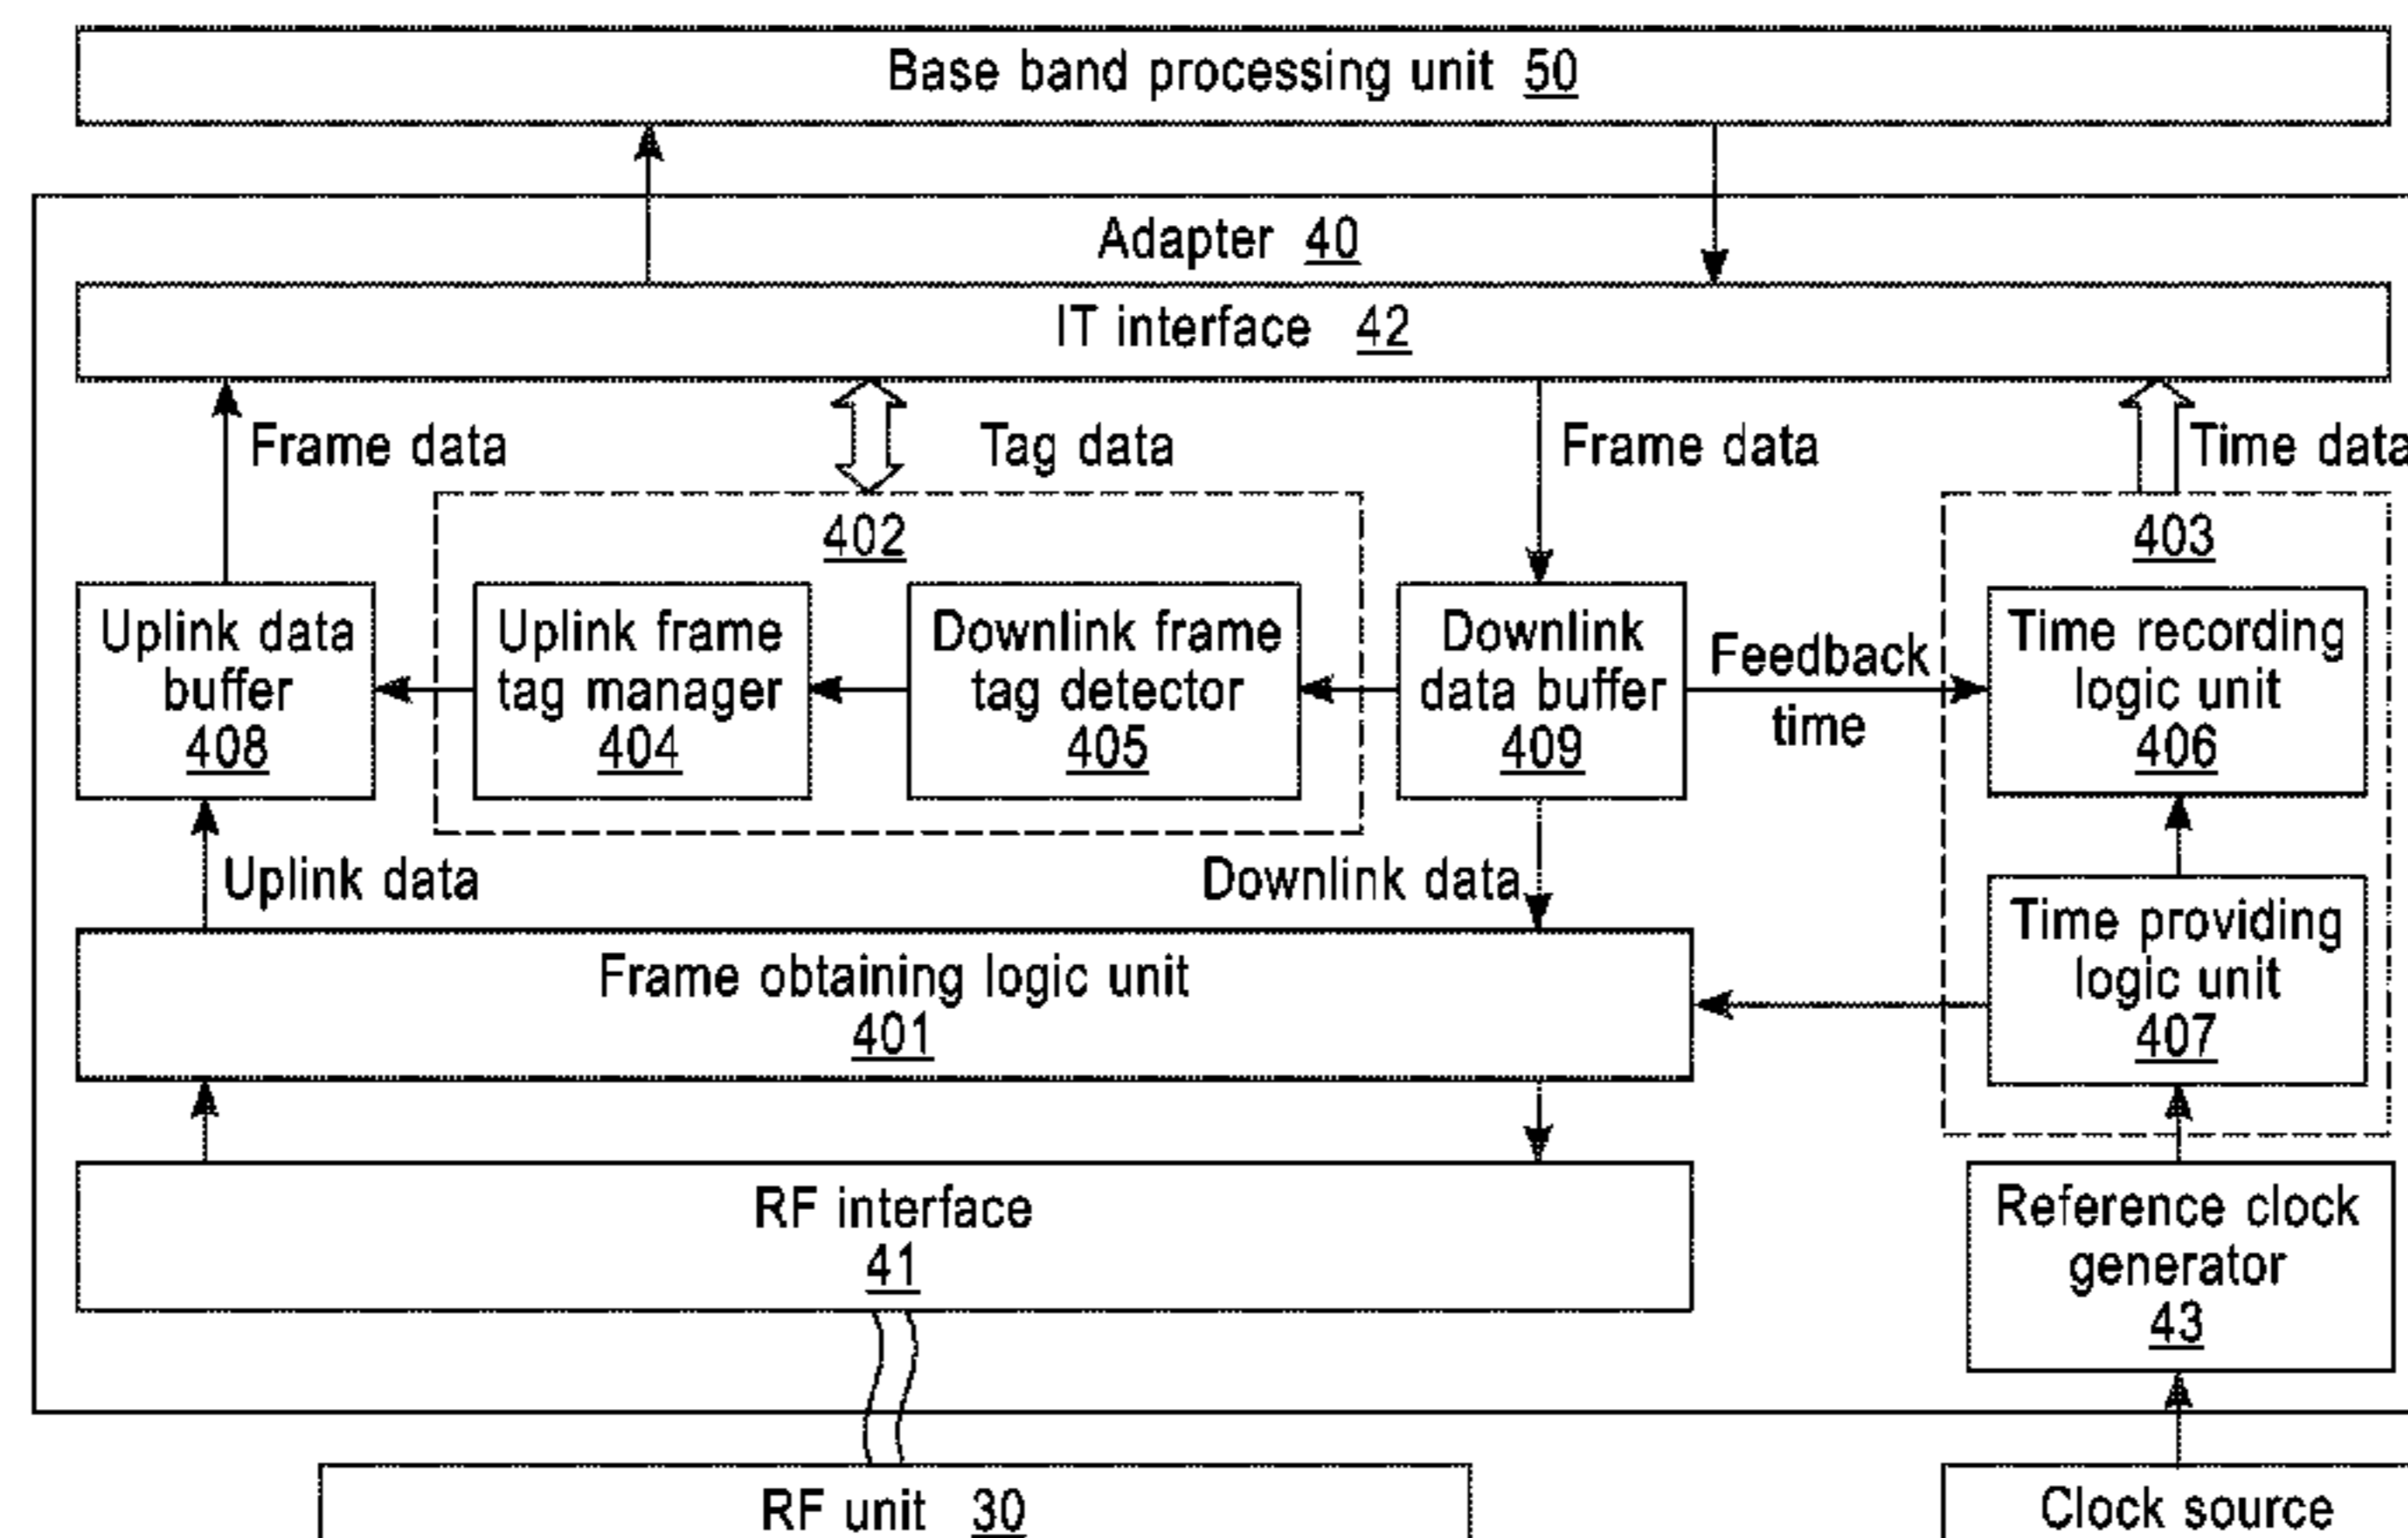 Base band processing unit 50
Adapter 40
IT interface 42
Frame data
Tag data
Frame data
Time data
402
403
Uplink data
buffer
408
Uplink frame
tag manager
404
Downlink frame
tag detector
405
Downlink
data buffer
409
Feedback
time
Time recording
logic unit
406
Uplink data
Downlink data
Time providing
logic unit
407
Frame obtaining logic unit
401
RF interface
41
Reference clock
generator
43
RF unit 30
Clock source